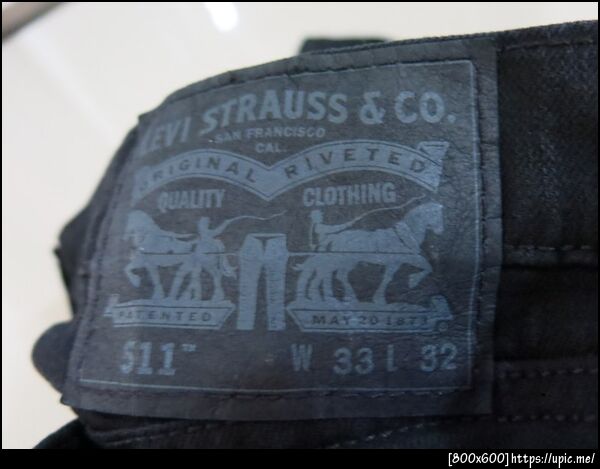 LEVI STRAUSS & CO.
SAN FRANCISCO
CAL.
ORIGINAL RIVETED
QUALITY CLOTHING
PATENTED MAY 20 1873
511™ W 33 L 32
[800x600]https://upic.me/